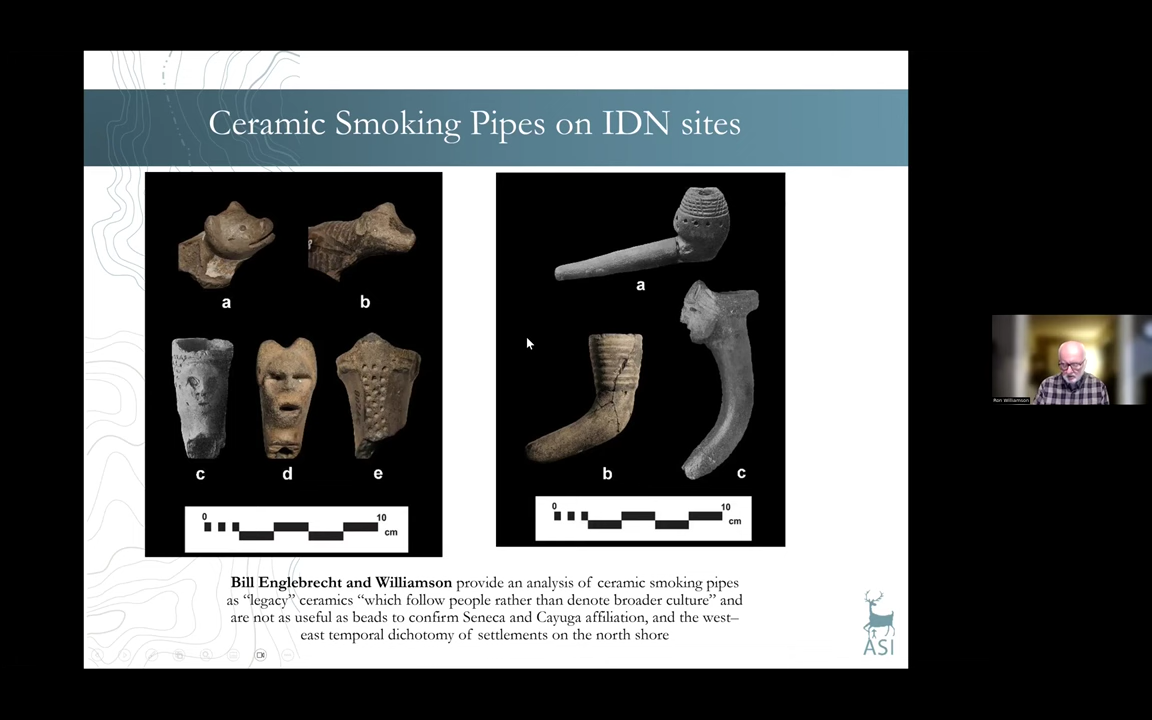 Ceramic Smoking Pipes on IDN sites
a
b
c
d
e
0
10
cm
a
b
c
0
10
cm
Bill Englebrecht and Williamson provide an analysis of ceramic smoking pipes
as “legacy” ceramics “which follow people rather than denote broader culture” and
are not as useful as beads to confirm Seneca and Cayuga affiliation, and the west–
east temporal dichotomy of settlements on the north shore
ASI
Ron Williamson